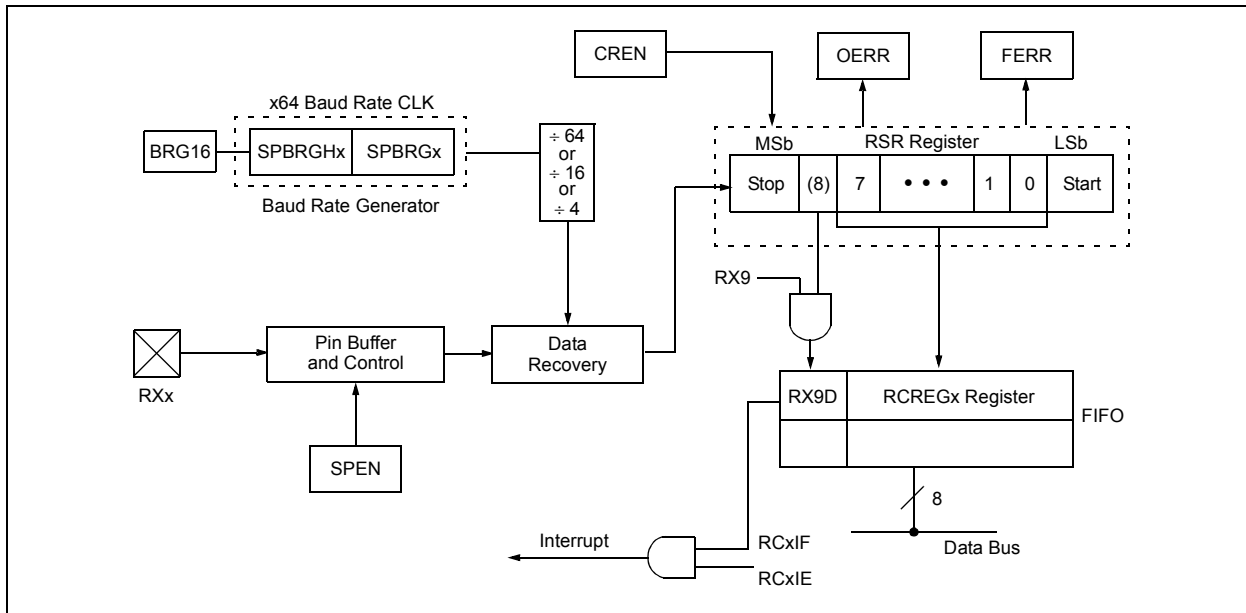 CREN
OERR
FERR
x64 Baud Rate CLK
BRG16
SPBRGHx
SPBRGx
Baud Rate Generator
÷ 64
or
÷ 16
or
÷ 4
MSb
RSR Register
LSb
Stop
(8)
7
• • •
1
0
Start
RX9
RXx
Pin Buffer
and Control
Data
Recovery
SPEN
RX9D
RCREGx Register
FIFO
8
Data Bus
Interrupt
RCxIF
RCxIE